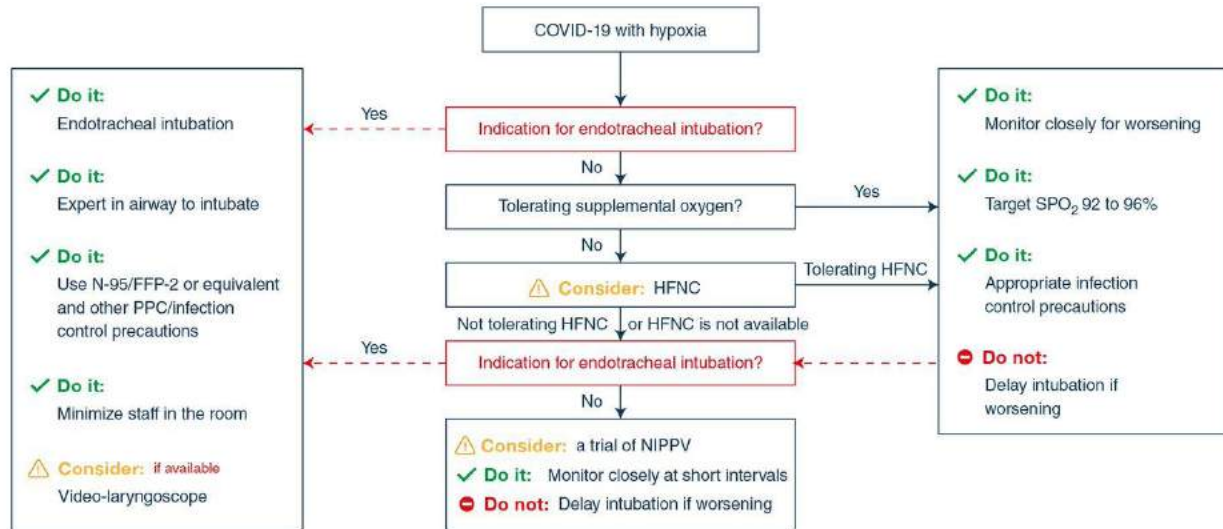 COVID-19 with hypoxia
Indication for endotracheal intubation?
Yes
No
Tolerating supplemental oxygen?
Yes
No
Consider: HFNC
Tolerating HFNC
Not tolerating HFNC or HFNC is not available
Indication for endotracheal intubation?
Yes
No
Consider: a trial of NIPPV
Do it: Monitor closely at short intervals
Do not: Delay intubation if worsening
Do it:
Endotracheal intubation
Do it:
Expert in airway to intubate
Do it:
Use N-95/FFP-2 or equivalent
and other PPC/infection
control precautions
Do it:
Minimize staff in the room
Consider: if available
Video-laryngoscope
Do it:
Monitor closely for worsening
Do it:
Target SPO₂ 92 to 96%
Do it:
Appropriate infection
control precautions
Do not:
Delay intubation if
worsening